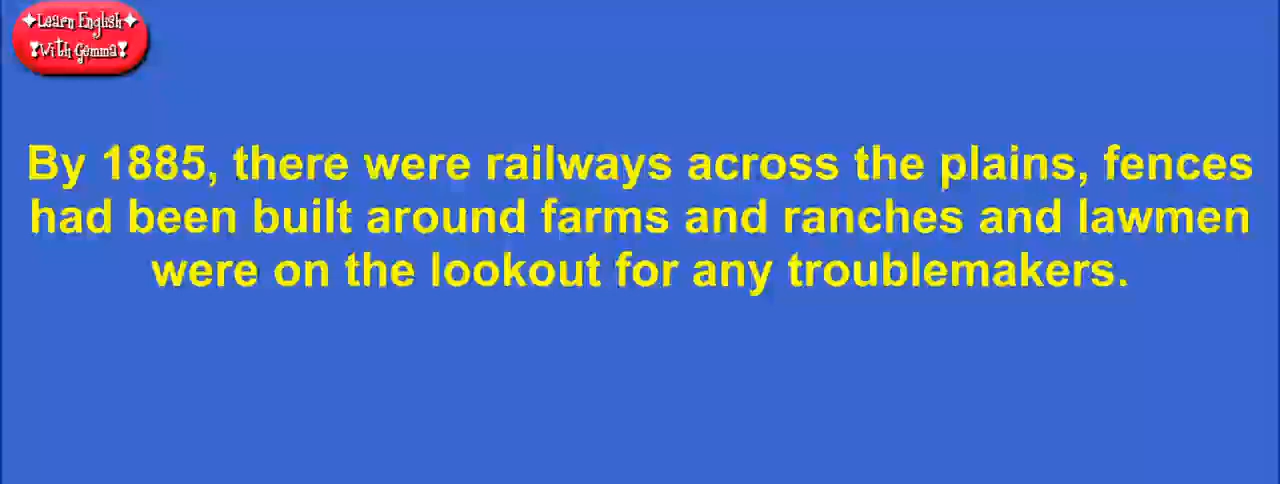 ✦Learn English✦
❣With Gemma❣
By 1885, there were railways across the plains, fences
had been built around farms and ranches and lawmen
were on the lookout for any troublemakers.